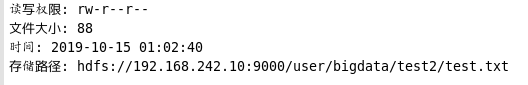 读写权限: rw-r--r--
文件大小: 88
时间: 2019-10-15 01:02:40
存储路径: hdfs://192.168.242.10:9000/user/bigdata/test2/test.txt